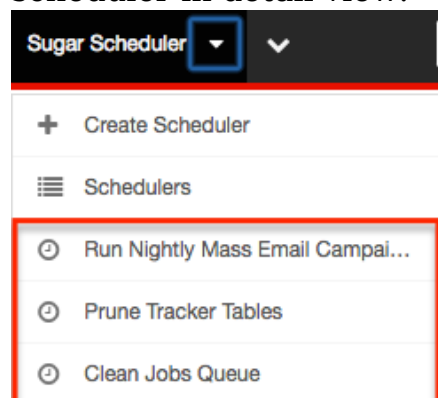 Sugar Scheduler
Create Scheduler
Schedulers
Run Nightly Mass Email Campai...
Prune Tracker Tables
Clean Jobs Queue